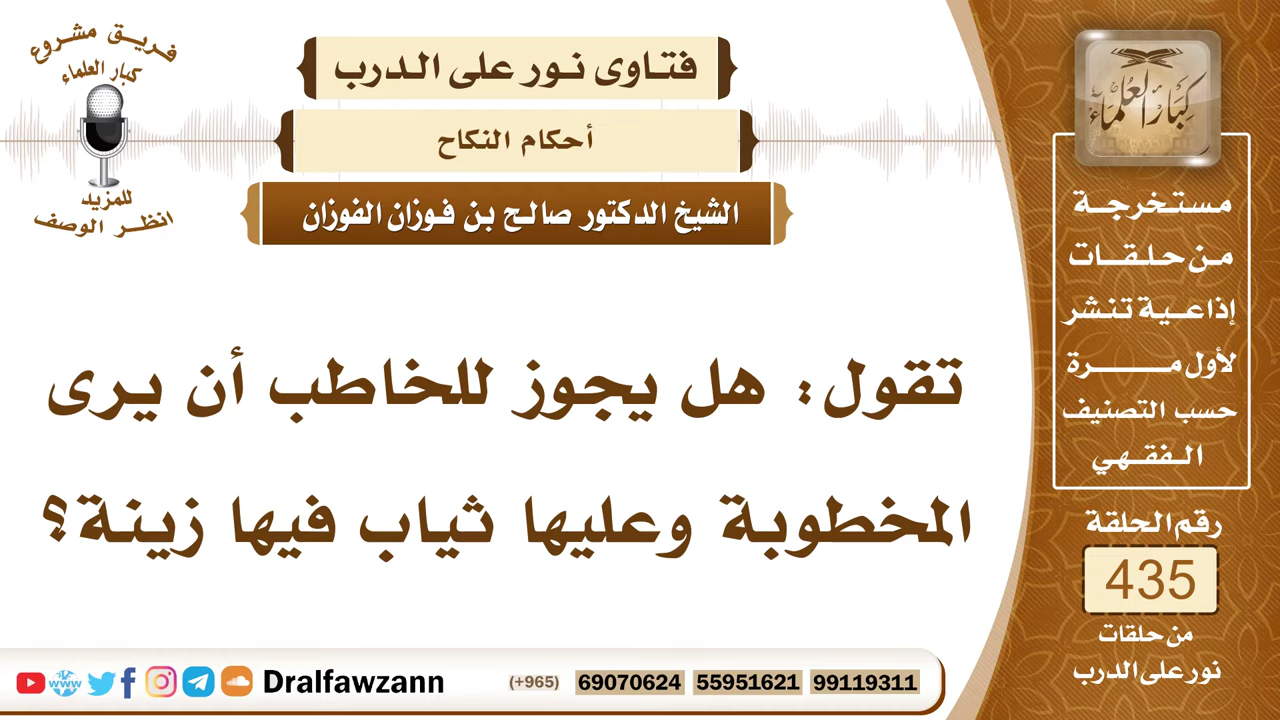 فريق مشروع
كبار العلماء
للمزيد
انظر الوصف
فتاوى نور على الدرب
أحكام النكاح
الشيخ الدكتور صالح بن فوزان الفوزان
تقول: هل يجوز للخاطب أن يرى
المخطوبة وعليها ثياب فيها زينة؟
كبار العلماء
مستخرجة
من حلقات
إذاعية تنشر
لأول مرة
حسب التصنيف
الفقهي
رقم الحلقة
435
من حلقات
نور على الدرب
www Dralfawzann (+965) 69070624 55951621 99119311